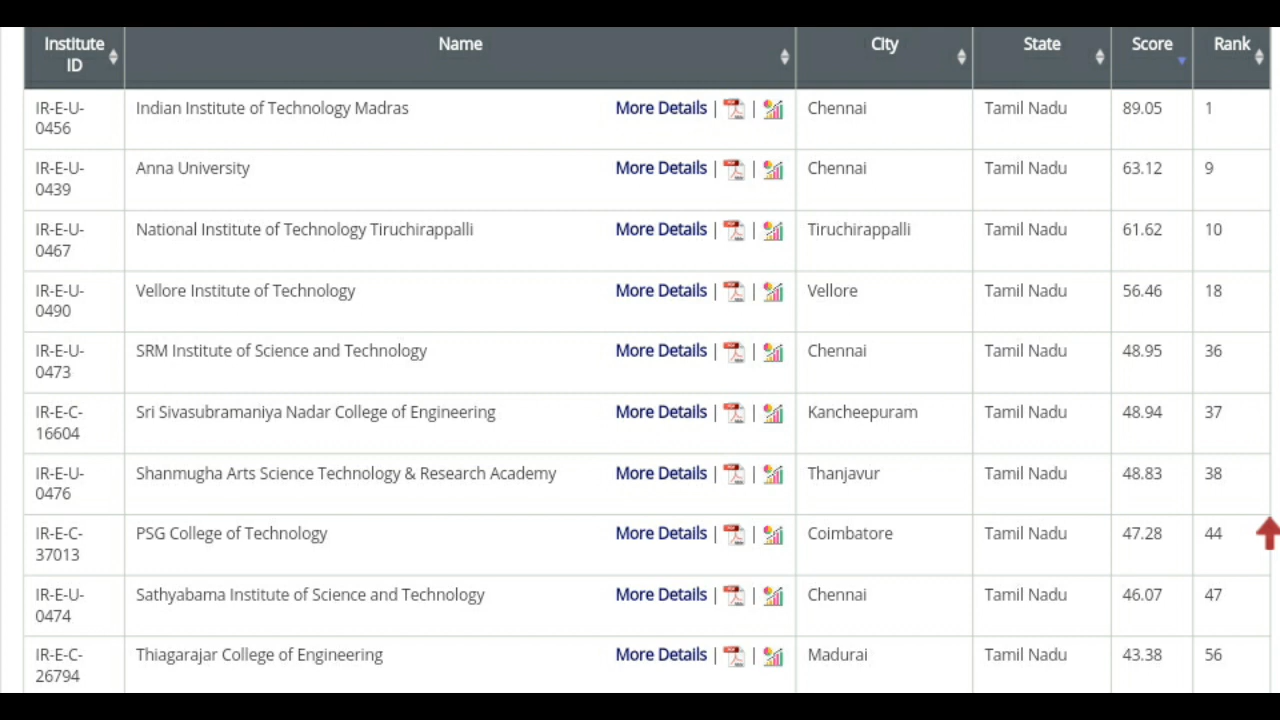 Institute ID Name City State Score Rank
IR-E-U-0456 Indian Institute of Technology Madras More Details | | Chennai Tamil Nadu 89.05 1
IR-E-U-0439 Anna University More Details | | Chennai Tamil Nadu 63.12 9
IR-E-U-0467 National Institute of Technology Tiruchirappalli More Details | | Tiruchirappalli Tamil Nadu 61.62 10
IR-E-U-0490 Vellore Institute of Technology More Details | | Vellore Tamil Nadu 56.46 18
IR-E-U-0473 SRM Institute of Science and Technology More Details | | Chennai Tamil Nadu 48.95 36
IR-E-C-16604 Sri Sivasubramaniya Nadar College of Engineering More Details | | Kancheepuram Tamil Nadu 48.94 37
IR-E-U-0476 Shanmugha Arts Science Technology & Research Academy More Details | | Thanjavur Tamil Nadu 48.83 38
IR-E-C-37013 PSG College of Technology More Details | | Coimbatore Tamil Nadu 47.28 44
IR-E-U-0474 Sathyabama Institute of Science and Technology More Details | | Chennai Tamil Nadu 46.07 47
IR-E-C-26794 Thiagarajar College of Engineering More Details | | Madurai Tamil Nadu 43.38 56